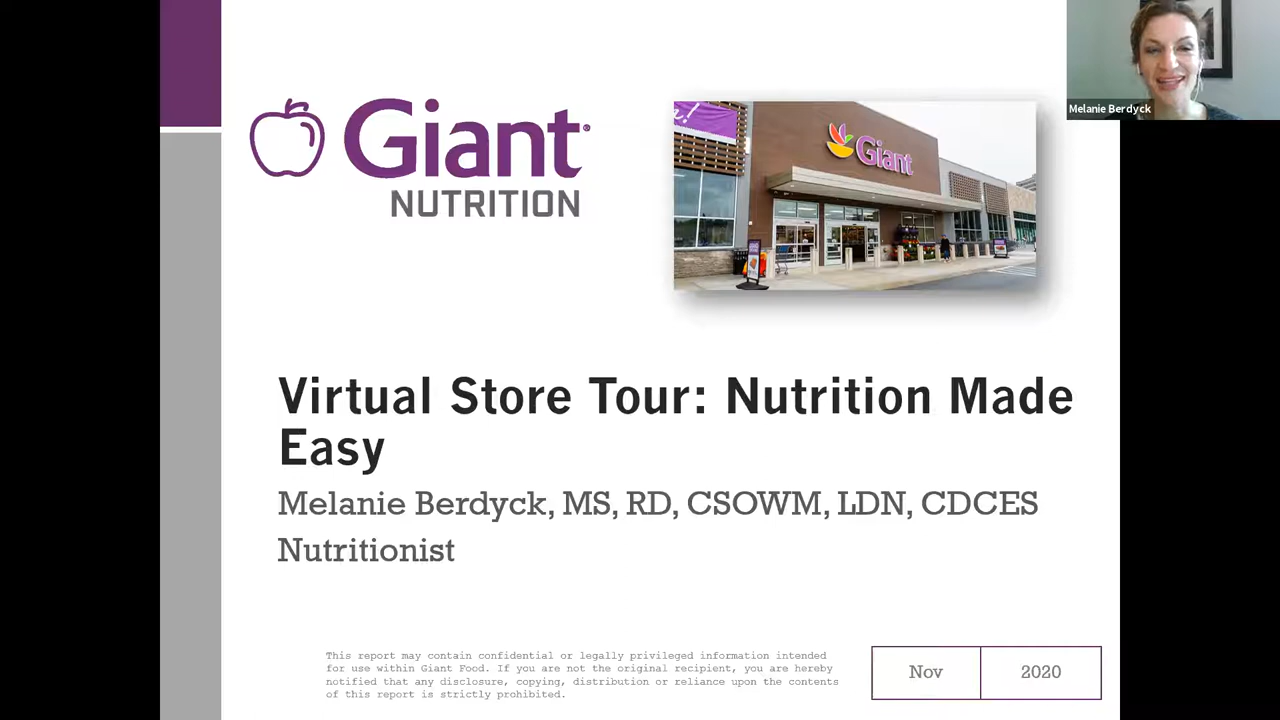 Giant
NUTRITION
Giant
Melanie Berdyck
Virtual Store Tour: Nutrition Made
Easy
Melanie Berdyck, MS, RD, CSOWM, LDN, CDCES
Nutritionist
This report may contain confidential or legally privileged information intended
for use within Giant Food. If you are not the original recipient, you are hereby
notified that any disclosure, copying, distribution or reliance upon the contents
of this report is strictly prohibited.
Nov
2020